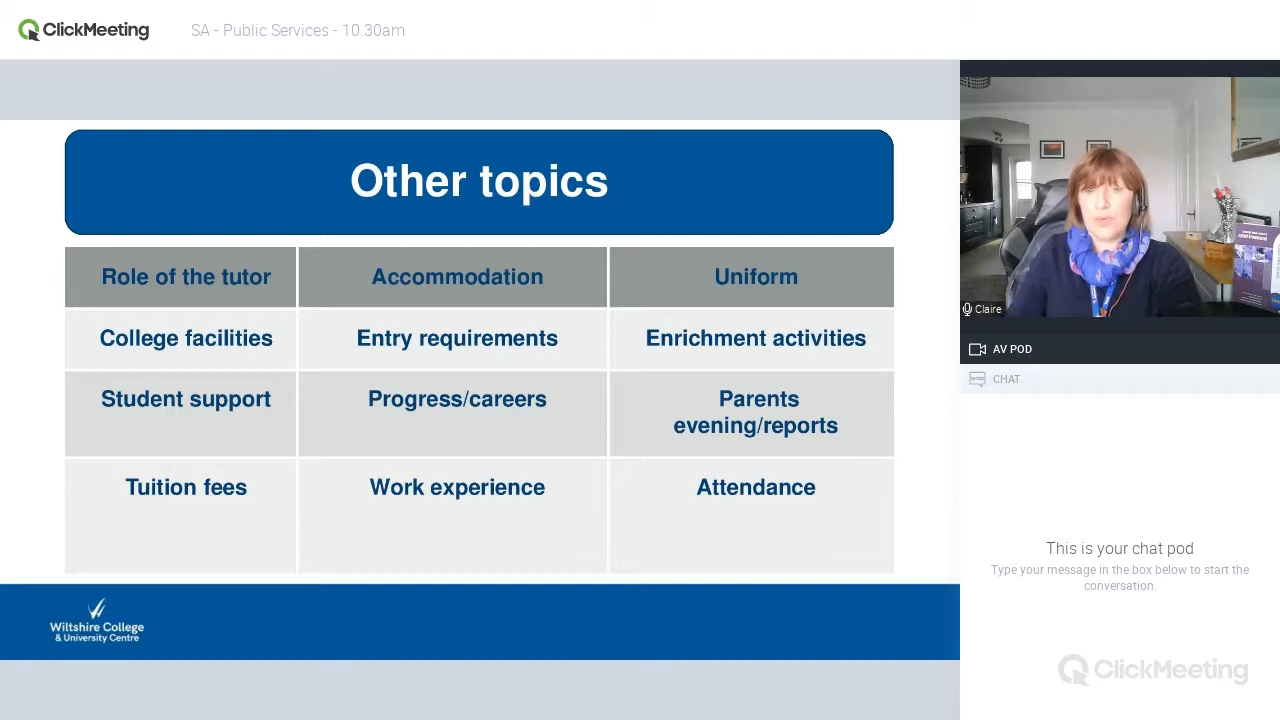 ClickMeeting
SA - Public Services - 10.30am
Other topics
Role of the tutor
Accommodation
Uniform
College facilities
Entry requirements
Enrichment activities
Student support
Progress/careers
Parents
evening/reports
Tuition fees
Work experience
Attendance
Wiltshire College
& University Centre
Claire
AV POD
CHAT
This is your chat pod
Type your message in the box below to start the
conversation.
ClickMeeting